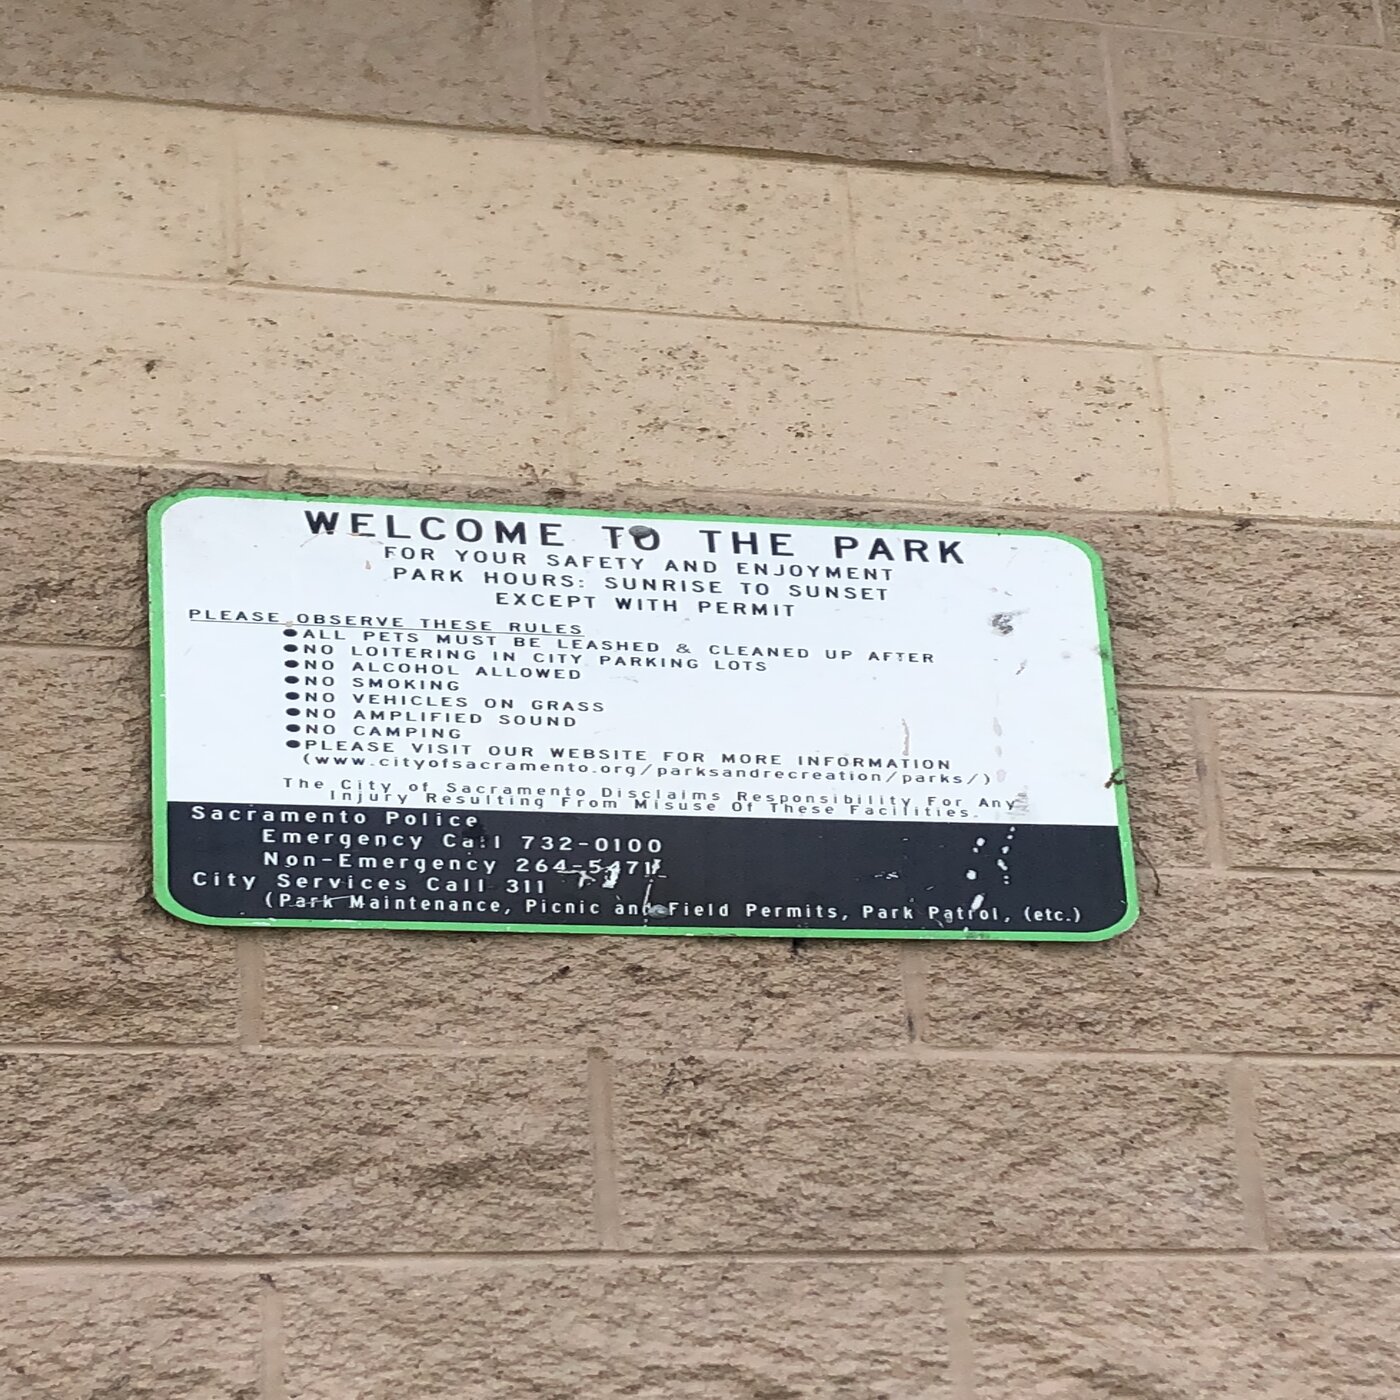 WELCOME TO THE PARK
FOR YOUR SAFETY AND ENJOYMENT
PARK HOURS: SUNRISE TO SUNSET
EXCEPT WITH PERMIT
PLEASE OBSERVE THESE RULES
●ALL PETS MUST BE LEASHED & CLEANED UP AFTER
●NO LOITERING IN CITY PARKING LOTS
●NO ALCOHOL ALLOWED
●NO SMOKING
●NO VEHICLES ON GRASS
●NO AMPLIFIED SOUND
●NO CAMPING
●PLEASE VISIT OUR WEBSITE FOR MORE INFORMATION
(www.cityofsacramento.org/parksandrecreation/parks/)
The City of Sacramento Disclaims Responsibility For Any
Injury Resulting From Misuse Of These Facilities.
Sacramento Police
Emergency Call 732-0100
Non-Emergency 264-5471
City Services Call 311
(Park Maintenance, Picnic and Field Permits, Park Patrol, (etc.)